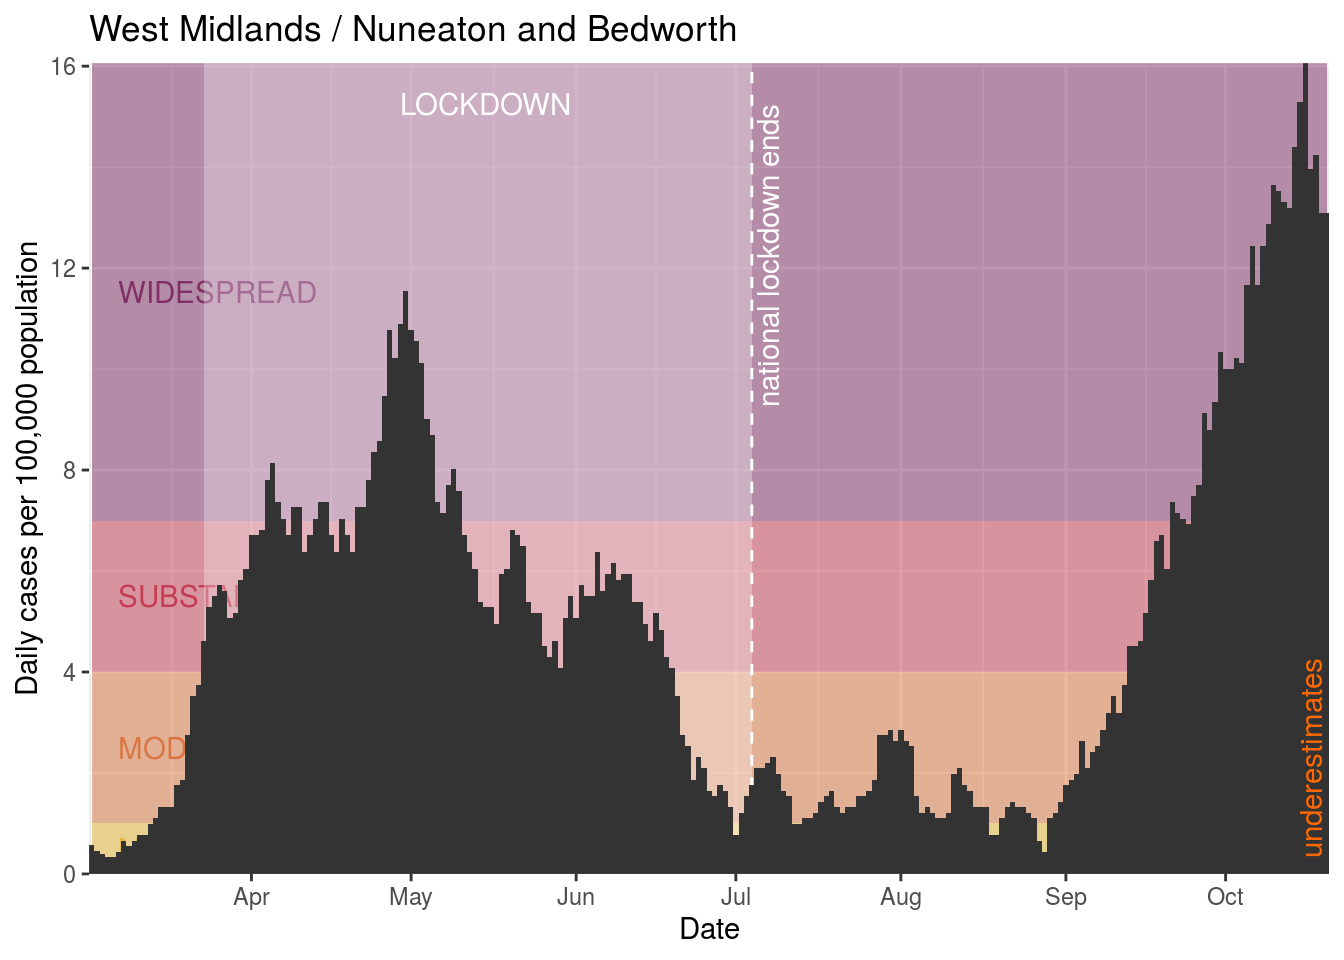 West Midlands / Nuneaton and Bedworth
16
12
8
4
0
Daily cases per 100,000 population
LOCKDOWN
national lockdown ends
WIDESPREAD
SUBSTA
MOD
underestimates
Apr
May
Jun
Jul
Aug
Sep
Oct
Date